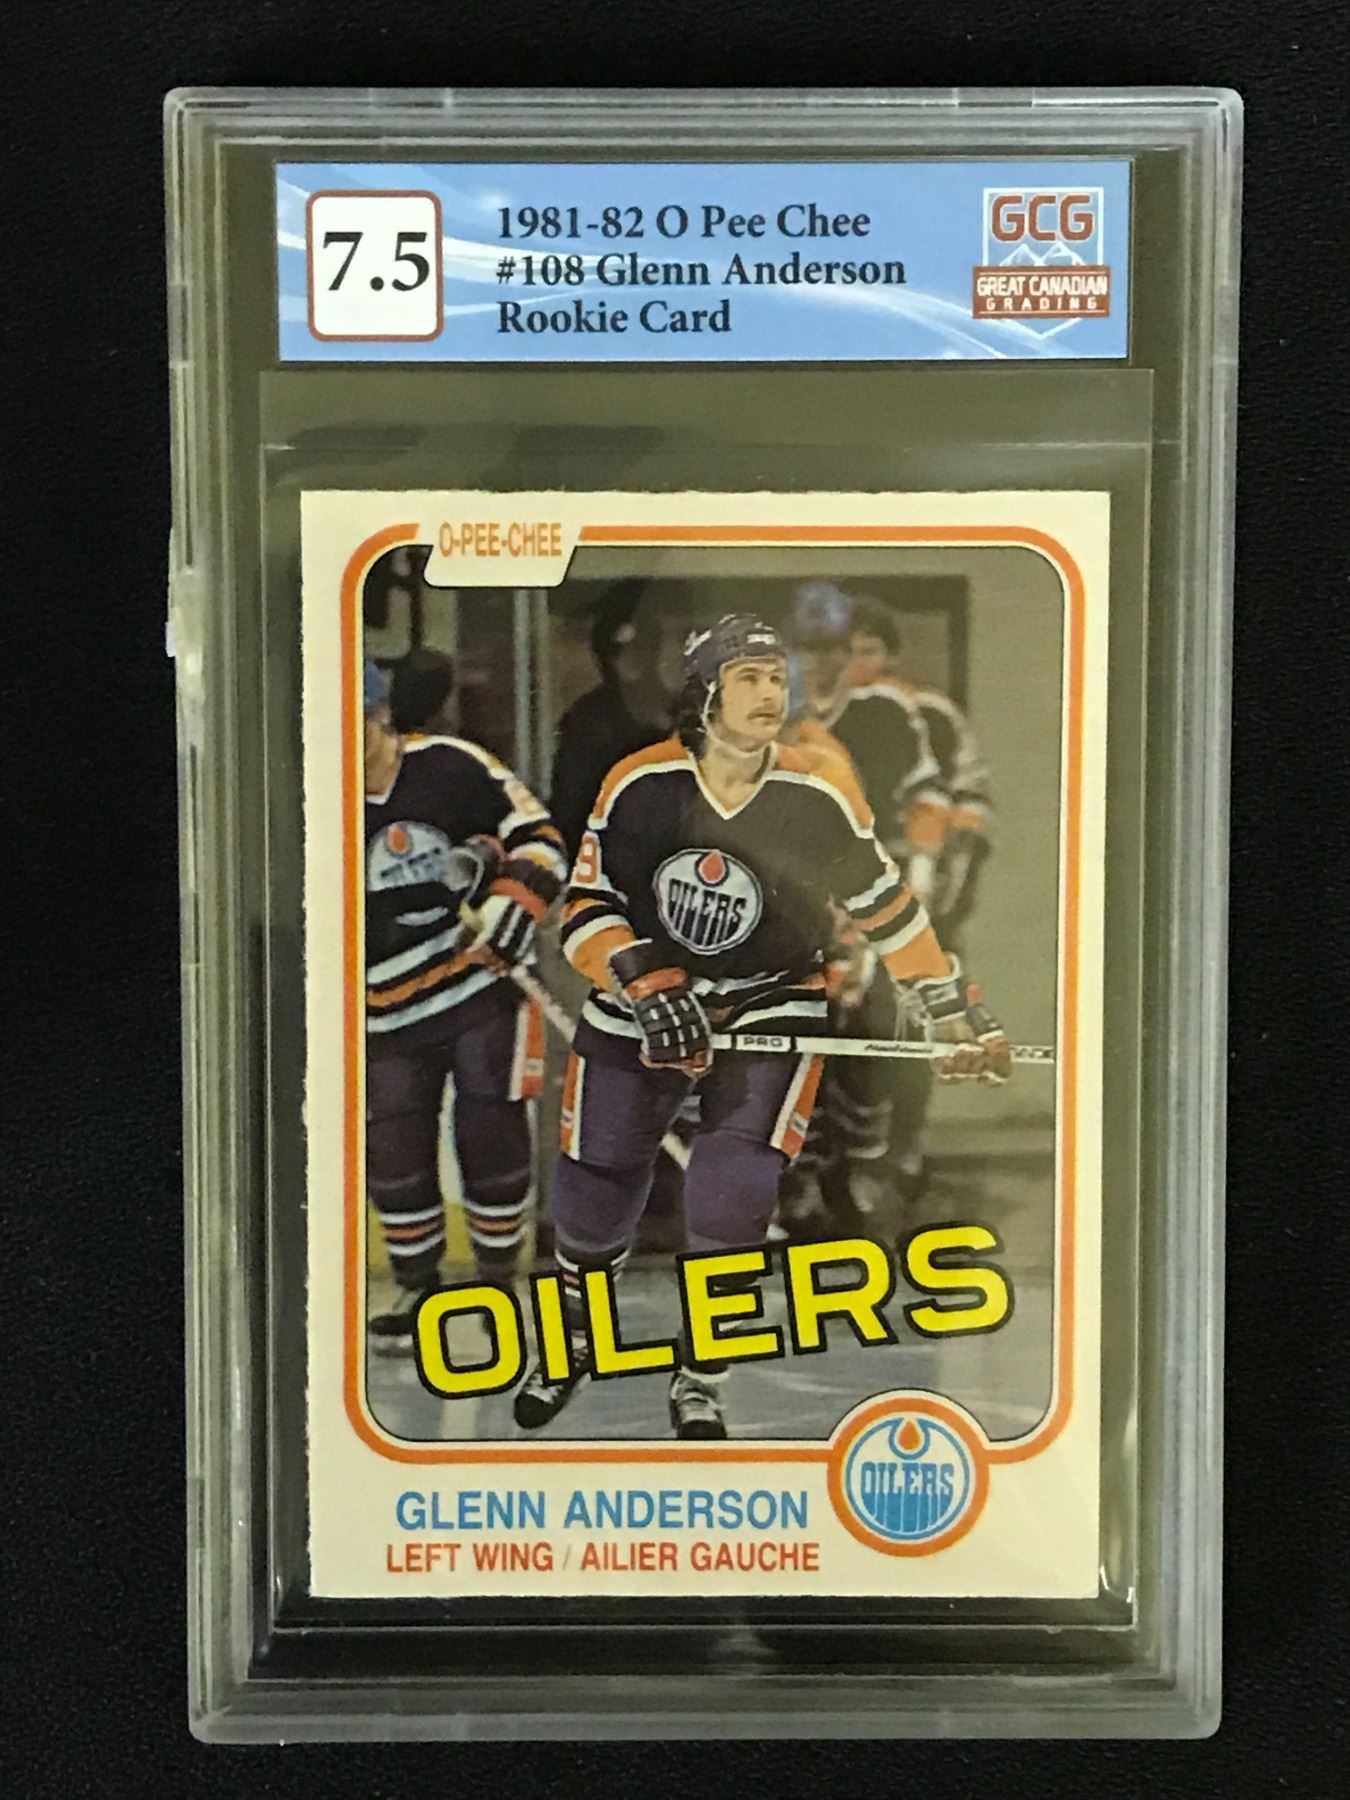 7.5
1981-82 O Pee Chee
#108 Glenn Anderson
Rookie Card
GCG
GREAT CANADIAN
GRADING
O-PEE-CHEE
9
OILERS
PRO
OILERS
OILERS
GLENN ANDERSON
LEFT WING / AILIER GAUCHE